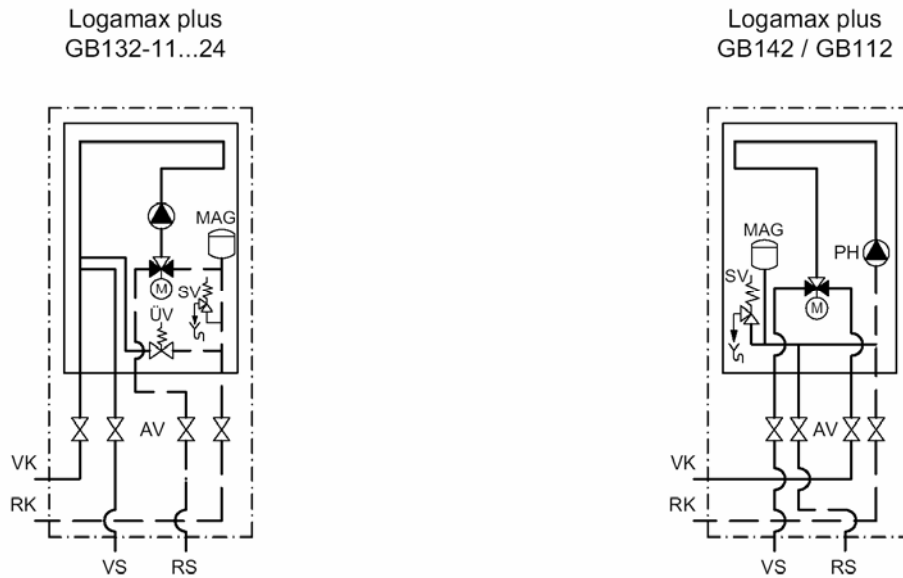 Logamax plus
GB132-11...24
MAG
SV
M
ÜV
AV
VK
RK
VS
RS
Logamax plus
GB142 / GB112
MAG
PH
SV
M
AV
VK
RK
VS
RS